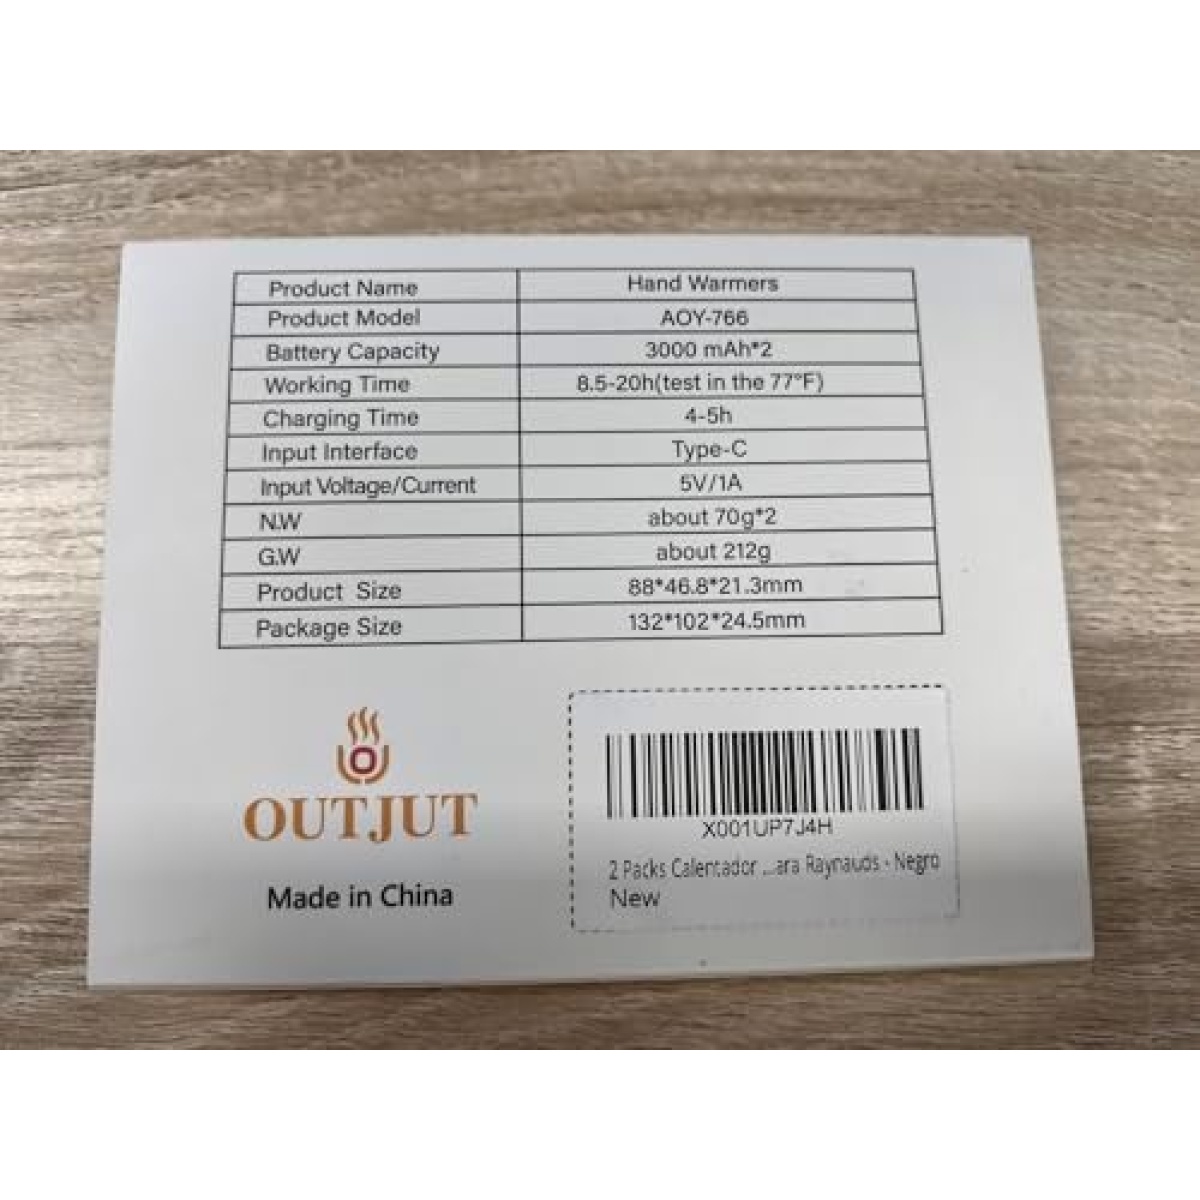 Product Name Hand Warmers
Product Model AOY-766
Battery Capacity 3000 mAh*2
Working Time 8.5-20h(test in the 77°F)
Charging Time 4-5h
Input Interface Type-C
Input Voltage/Current 5V/1A
N.W about 70g*2
G.W about 212g
Product Size 88*46.8*21.3mm
Package Size 132*102*24.5mm
OUTJUT
Made in China
X001UP7J4H
2 Packs Calentador ...ara Raynauds - Negro
New